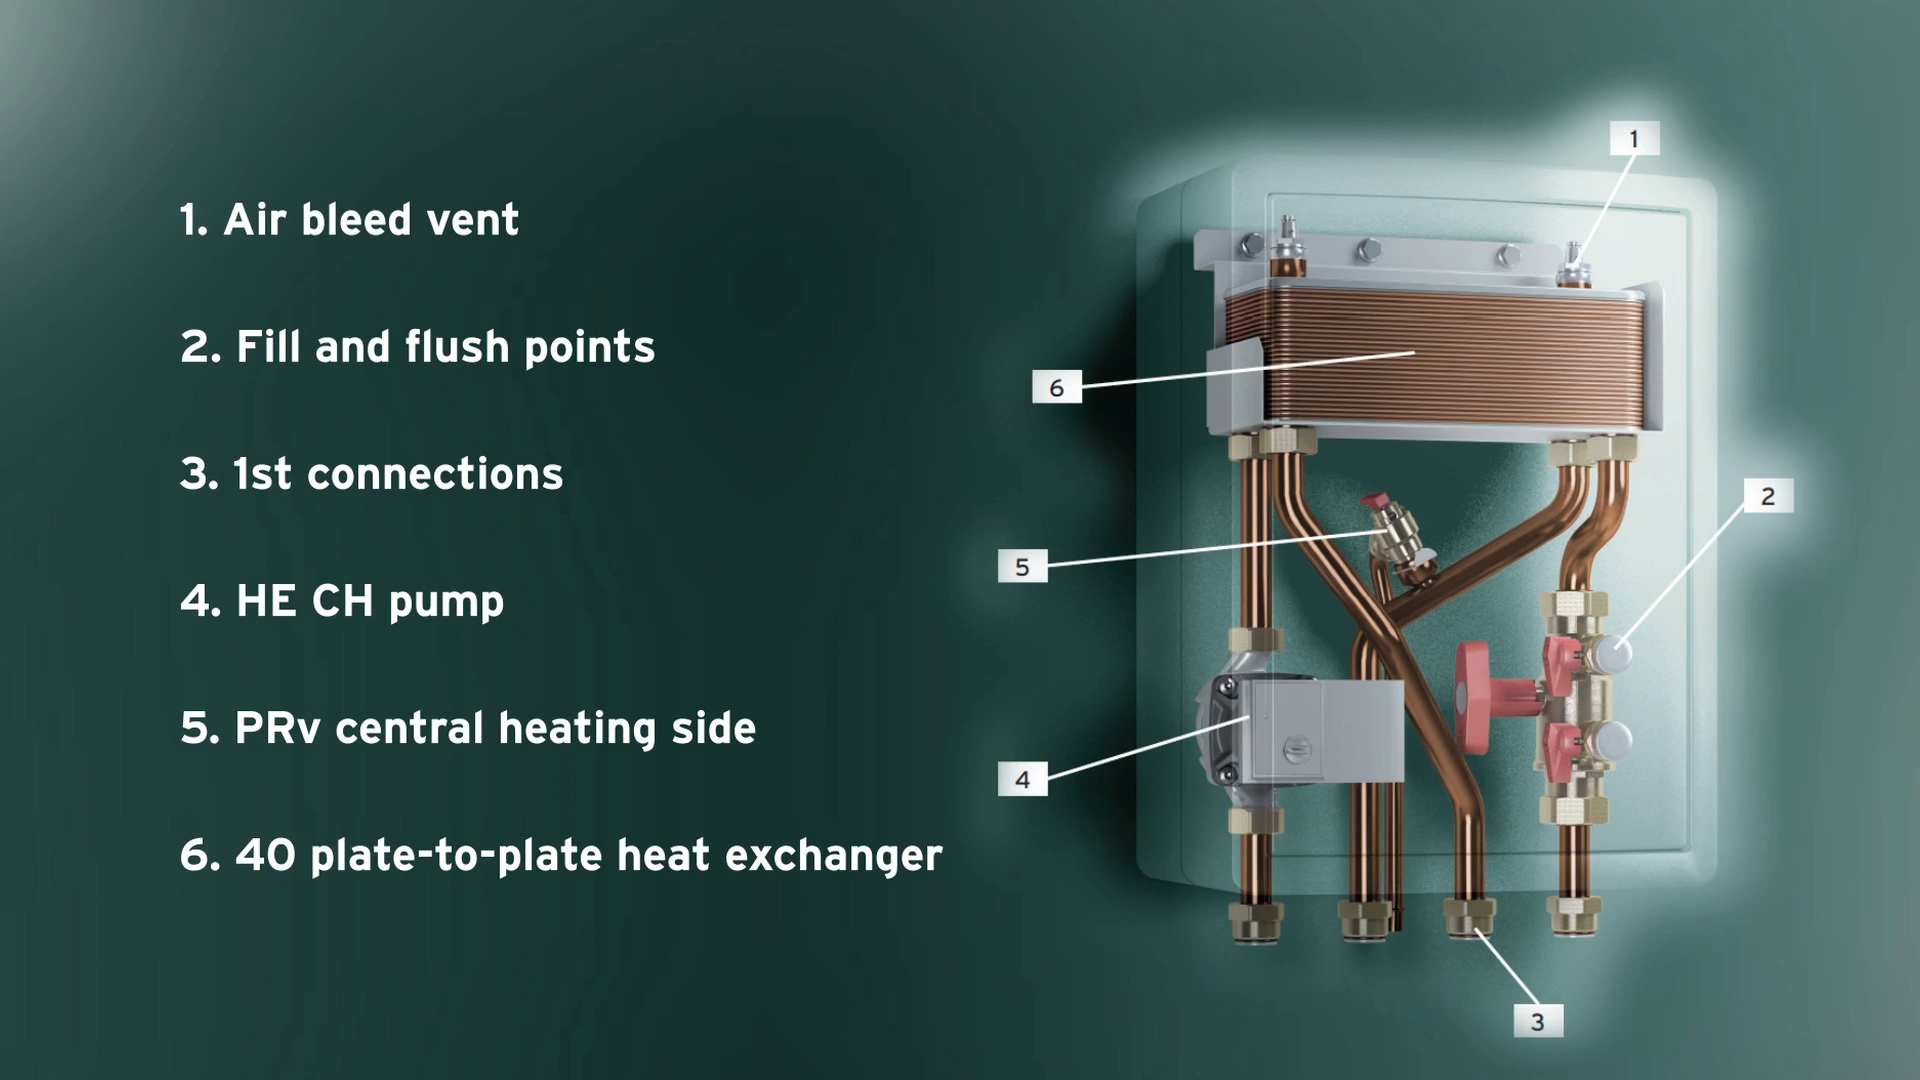 1. Air bleed vent
2. Fill and flush points
3. 1st connections
4. HE CH pump
5. PRv central heating side
6. 40 plate-to-plate heat exchanger
1
6
2
5
4
3